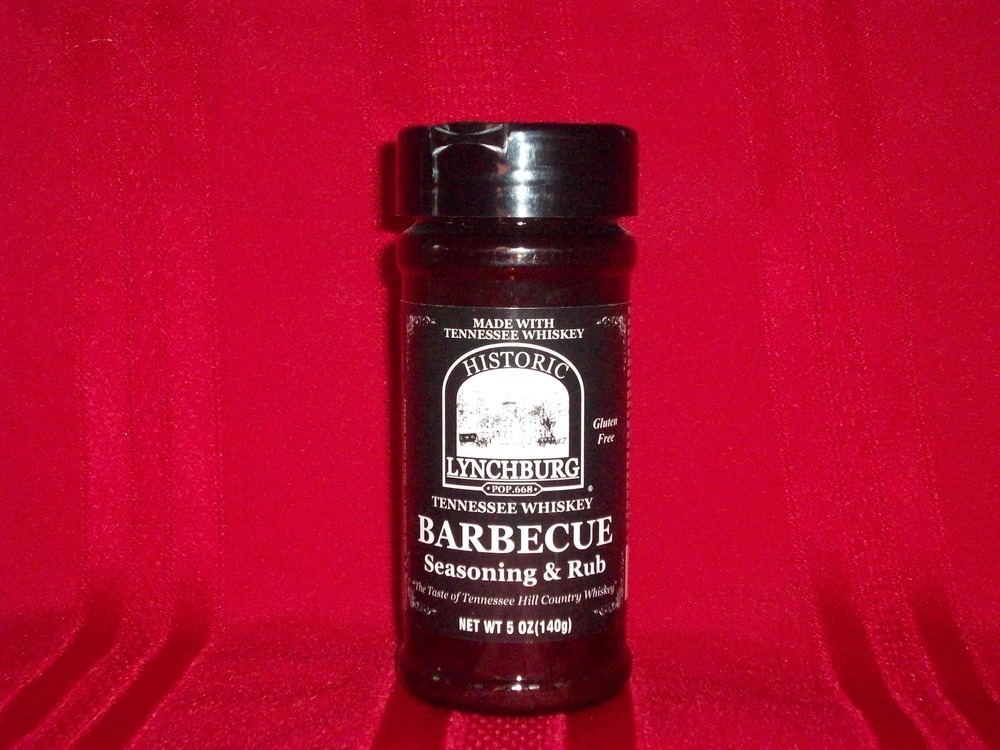 MADE WITH
TENNESSEE WHISKEY
HISTORIC
LYNCHBURG
•POP.668•
®
Gluten
Free
TENNESSEE WHISKEY
BARBECUE
Seasoning & Rub
"The Taste of Tennessee Hill Country Whiskey"
NET WT 5 OZ(140g)